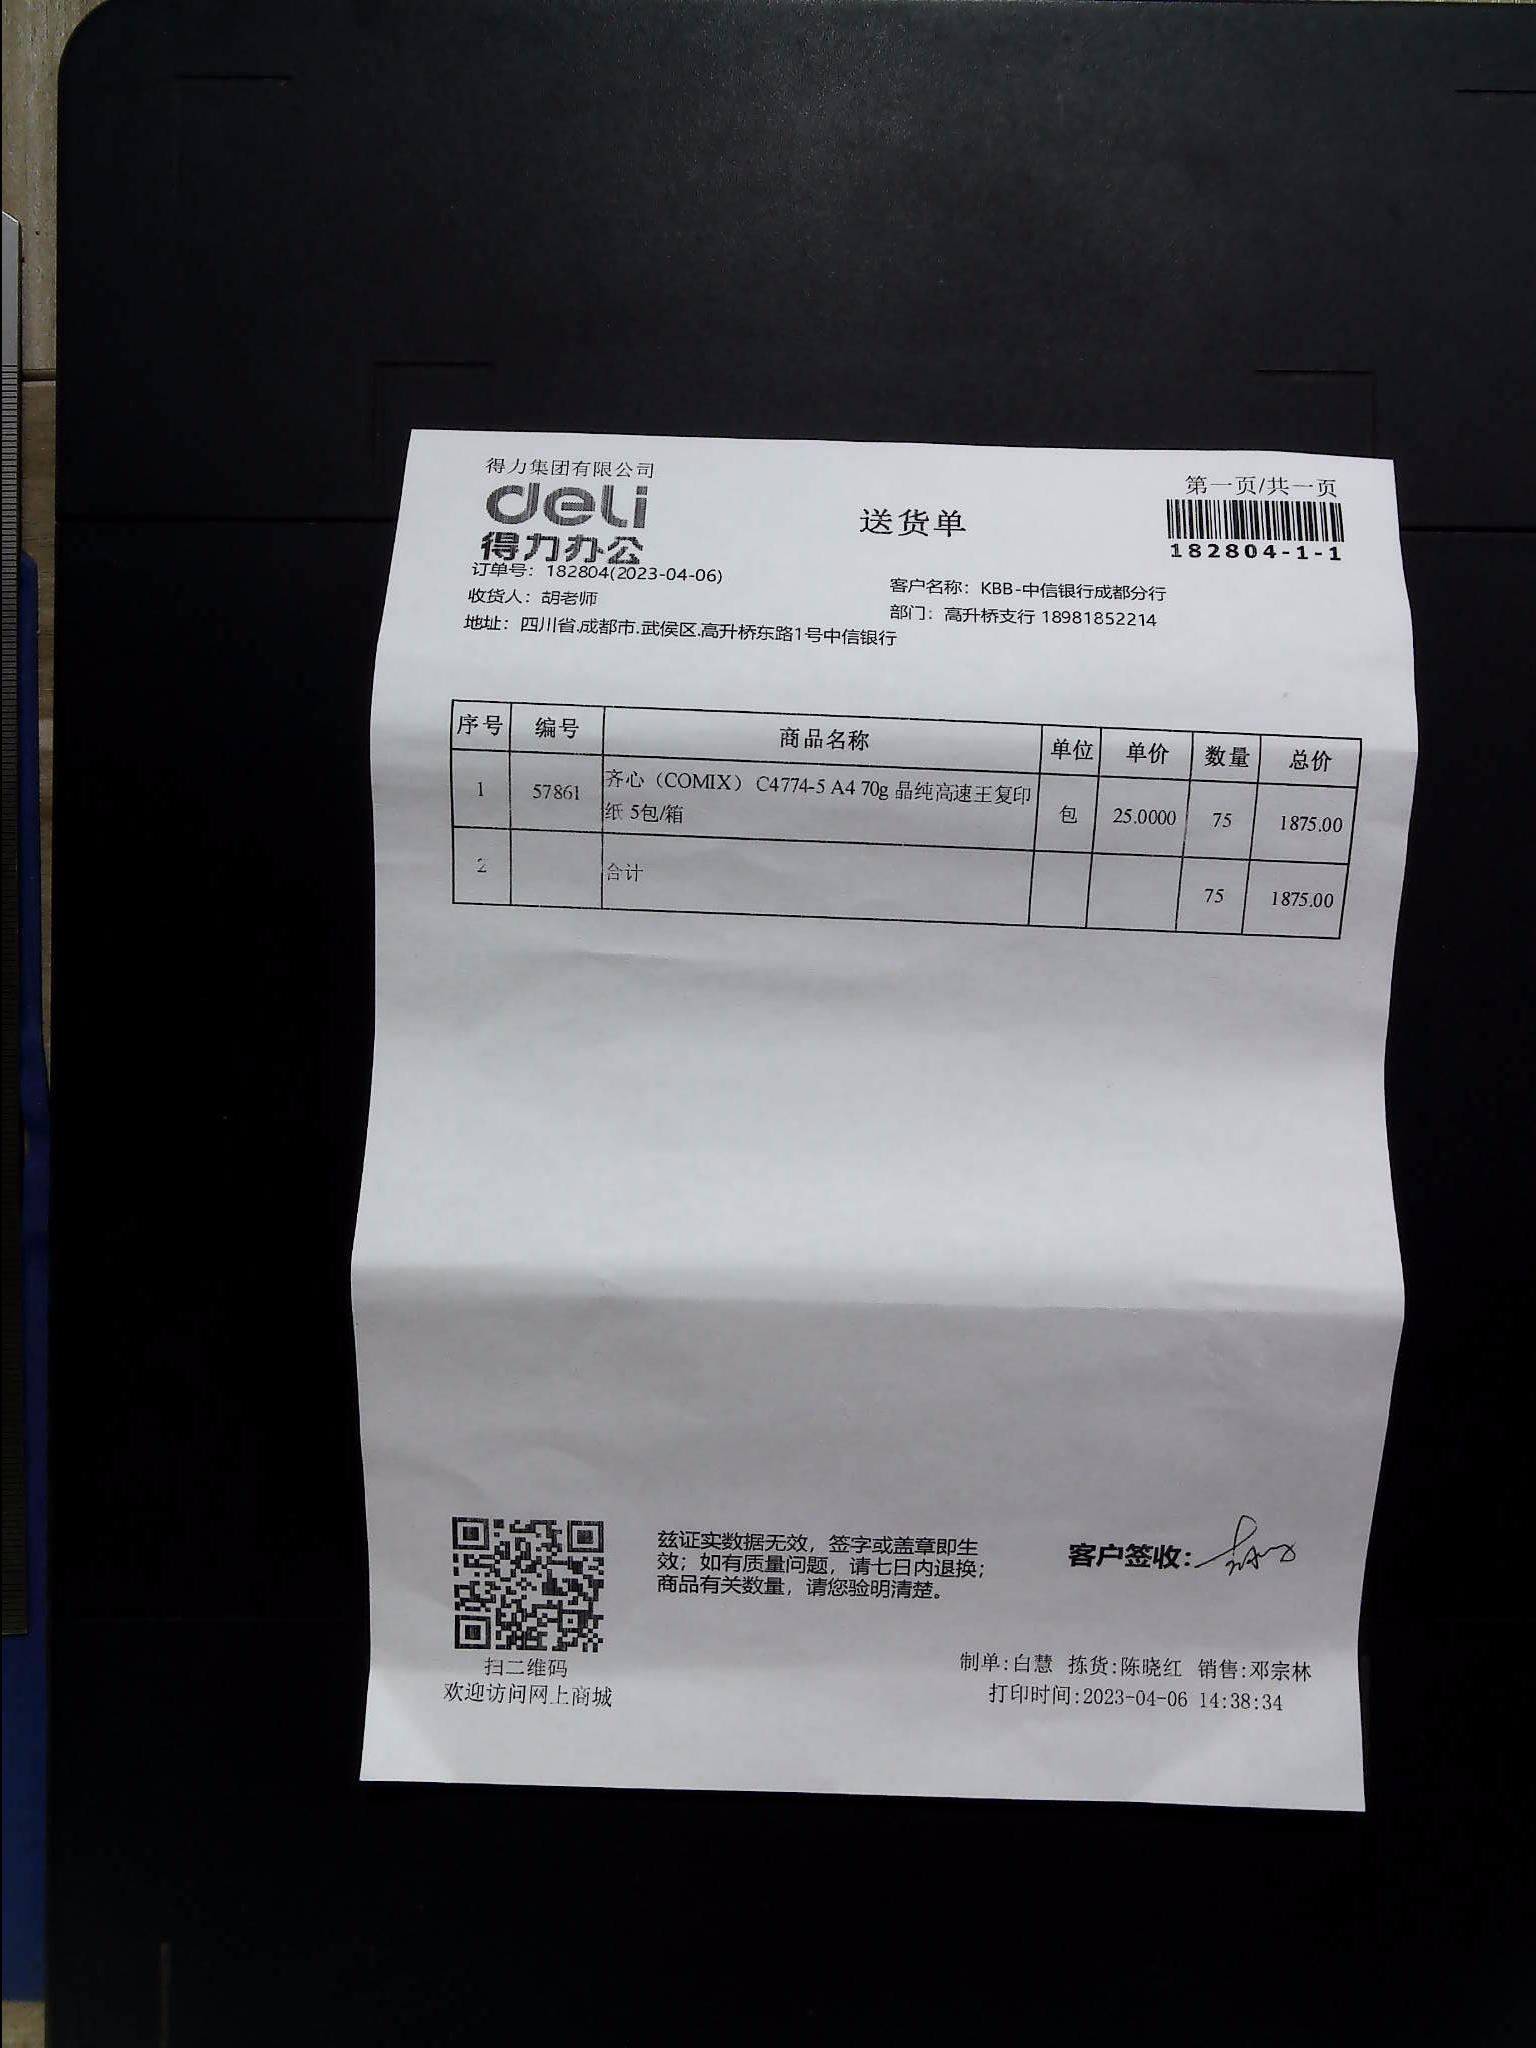 得力集团有限公司
deli
得力办公
送货单
第一页/共一页
182804-1-1
订单号：182804(2023-04-06)
客户名称：KBB-中信银行成都分行
收货人：胡老师
部门：高升桥支行 18981852214
地址：四川省.成都市.武侯区.高升桥东路1号中信银行
序号 编号 商品名称 单位 单价 数量 总价
1 57861 齐心（COMIX） C4774-5 A4 70g 晶纯高速王复印 包 25.0000 75 1875.00
纸 5包/箱
2 合计 75 1875.00
兹证实数据无效，签字或盖章即生
效；如有质量问题，请七日内退换；
商品有关数量，请您验明清楚。
客户签收：
扫二维码
欢迎访问网上商城
制单:白慧 拣货:陈晓红 销售:邓宗林
打印时间:2023-04-06 14:38:34